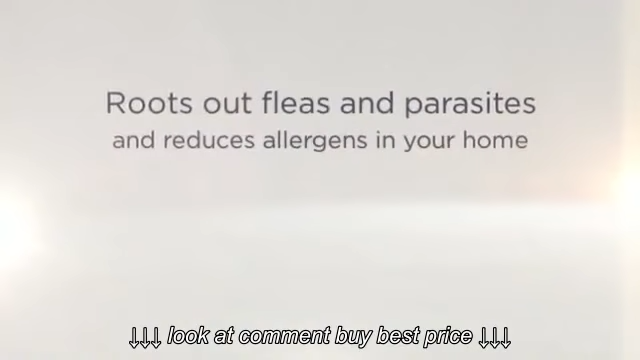 Roots out fleas and parasites
and reduces allergens in your home
↓↓↓ look at comment buy best price ↓↓↓